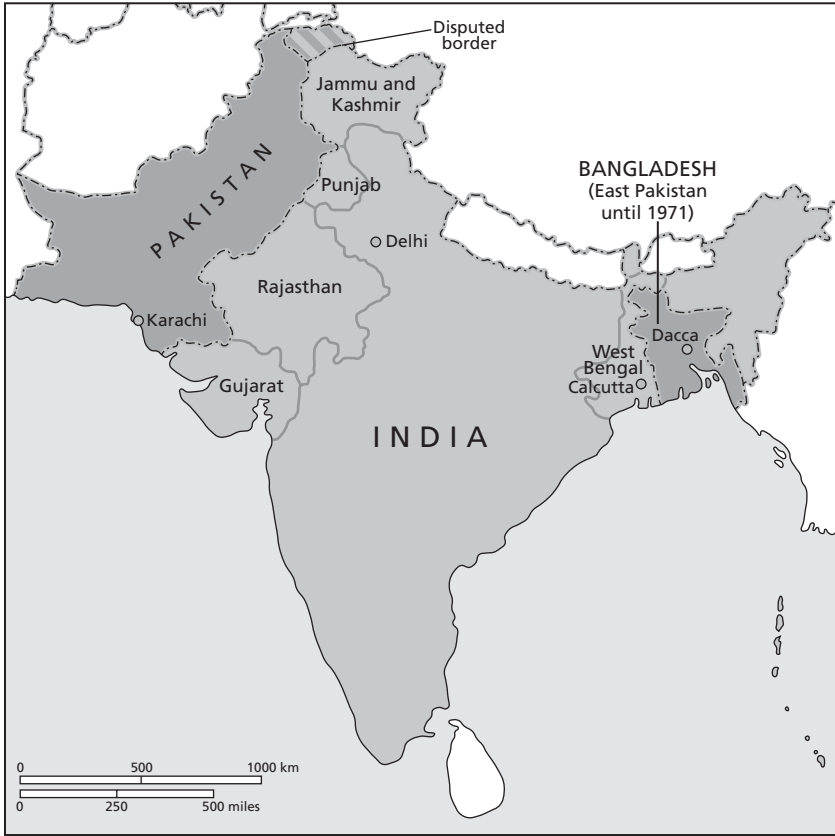 Disputed
border
Jammu and
Kashmir
PAKISTAN
Punjab
BANGLADESH
(East Pakistan
until 1971)
Delhi
Rajasthan
Karachi
Dacca
West
Bengal
Calcutta
Gujarat
INDIA
0 500 1000 km
0 250 500 miles